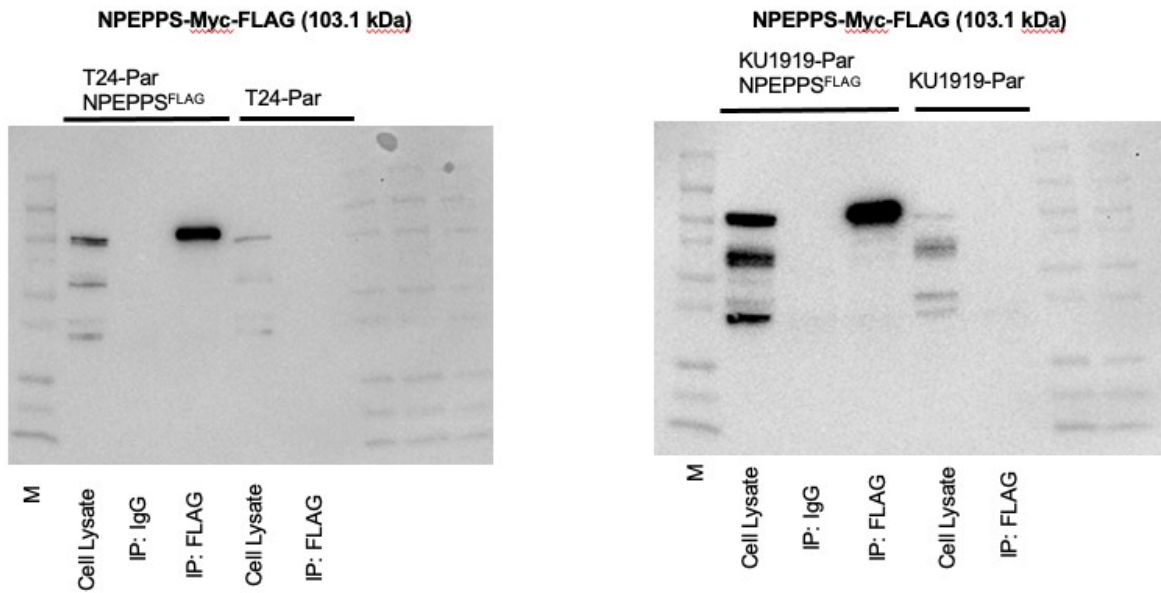 NPEPPS-Myc-FLAG (103.1 kDa)
T24-Par
NPEPPSFLAG
T24-Par
M
Cell Lysate
IP: IgG
IP: FLAG
Cell Lysate
IP: FLAG
NPEPPS-Myc-FLAG (103.1 kDa)
KU1919-Par
NPEPPSFLAG
KU1919-Par
M
Cell Lysate
IP: IgG
IP: FLAG
Cell Lysate
IP: FLAG